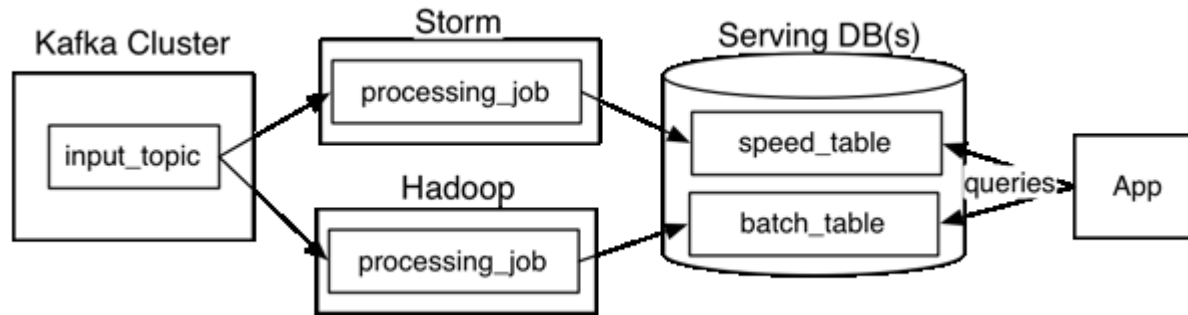 Kafka Cluster
input_topic
Storm
processing_job
Hadoop
processing_job
Serving DB(s)
speed_table
batch_table
queries
App